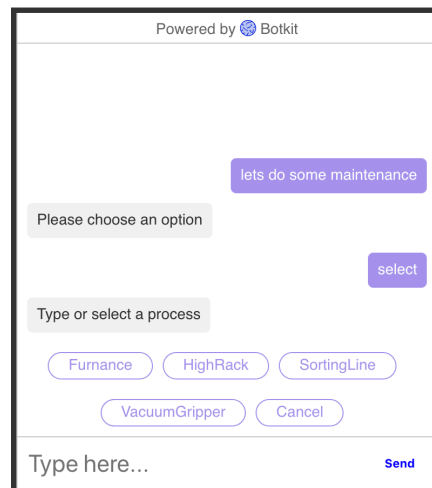 Powered by Botkit
lets do some maintenance
Please choose an option
select
Type or select a process
Furnance HighRack SortingLine
VacuumGripper Cancel
Type here... Send